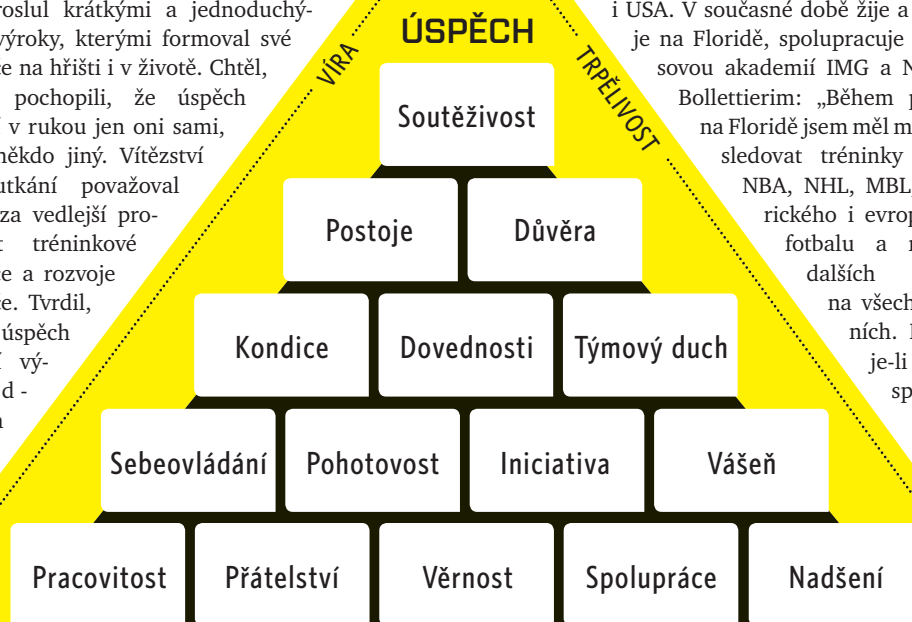 roslul krátkými a jednoduchý-
výroky, kterými formoval své
na hřišti i v životě. Chtěl,
pochopili, že úspěch
v rukou jen oni sami,
někdo jiný. Vítězství
utkání považoval
za vedlejší pro-
tréninkové
a rozvoje
Tvrdil,
úspěch
vý-
d -
ÚSPĚCH
VÍRA
TRPĚLIVOST
Soutěživost
Postoje Důvěra
Kondice Dovednosti Týmový duch
Sebeovládání Pohotovost Iniciativa Vášeň
Pracovitost Přátelství Věrnost Spolupráce Nadšení
i USA. V současné době žije a
je na Floridě, spolupracuje
sovou akademií IMG a N
Bollettierim: „Během p
na Floridě jsem měl m
sledovat tréninky
NBA, NHL, MBL
rického i evrop
fotbalu a
dalších
na všech
ních.
je-li
sp